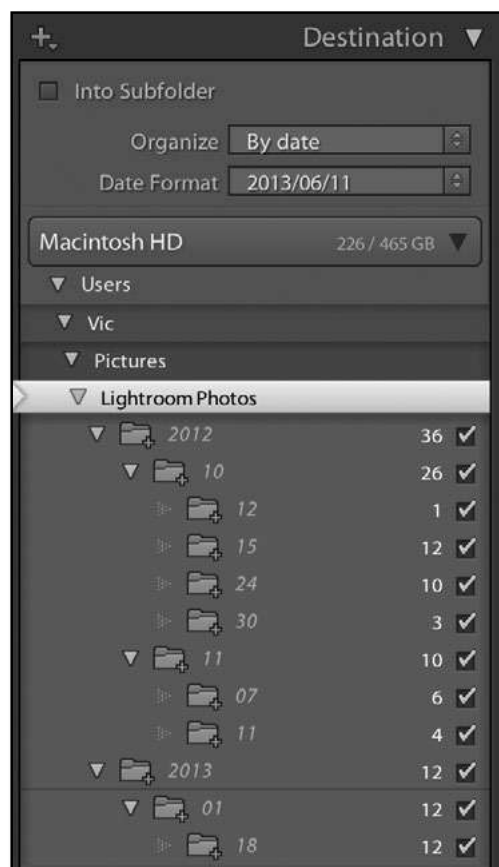 Destination
Into Subfolder
Organize By date
Date Format 2013/06/11
Macintosh HD 226 / 465 GB
Users
Vic
Pictures
Lightroom Photos
2012 36
10 26
12 1
15 12
24 10
30 3
11 10
07 6
11 4
2013 12
01 12
18 12